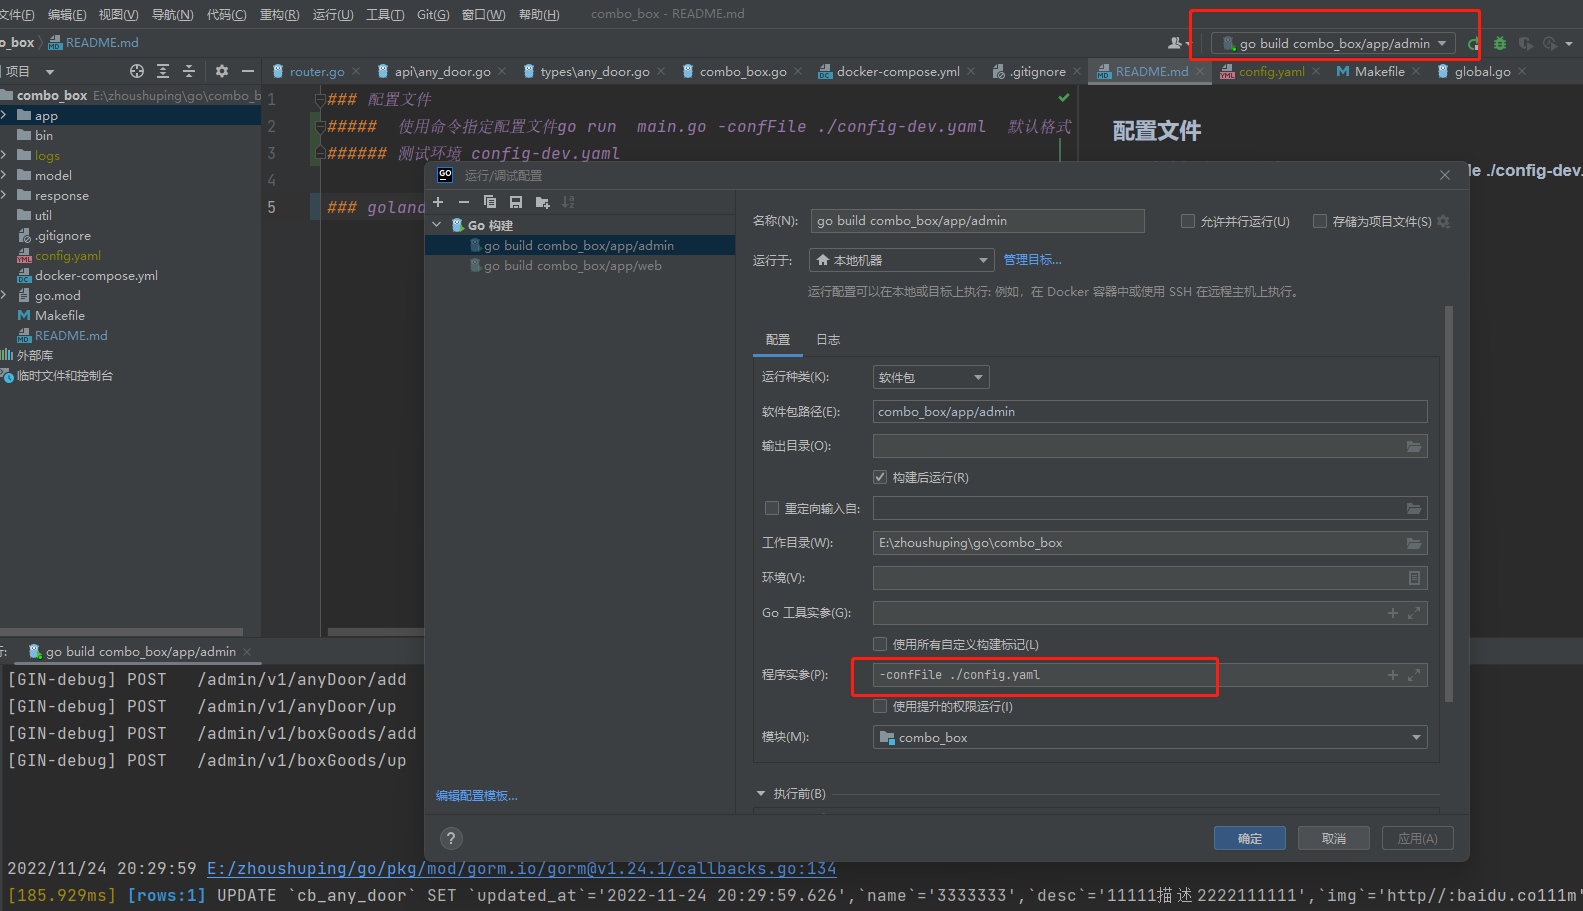 文件(F) 编辑(E) 视图(V) 导航(N) 代码(C) 重构(R) 运行(U) 工具(T) Git(G) 窗口(W) 帮助(H) combo_box - README.md
o_box README.md
go build combo_box/app/admin
项目
router.go api\any_door.go types\any_door.go combo_box.go docker-compose.yml .gitignore README.md config.yaml Makefile global.go
combo_box E:\zhoushuping\go\combo_b
app
bin
logs
model
response
util
.gitignore
config.yaml
docker-compose.yml
go.mod
Makefile
README.md
外部库
临时文件和控制台
1 ### 配置文件
2 ##### 使用命令指定配置文件go run main.go -confFile ./config-dev.yaml 默认格式
3 ###### 测试环境 config-dev.yaml
4
5 ### goland
配置文件
le ./config-dev.
运行/调试配置
Go 构建
go build combo_box/app/admin
go build combo_box/app/web
编辑配置模板...
名称(N): go build combo_box/app/admin 允许并行运行(U) 存储为项目文件(S)
运行于: 本地机器 管理目标...
运行配置可以在本地或目标上执行: 例如，在 Docker 容器中或使用 SSH 在远程主机上执行。
配置 日志
运行种类(K): 软件包
软件包路径(E): combo_box/app/admin
输出目录(O):
构建后运行(R)
重定向输入自:
工作目录(W): E:\zhoushuping\go\combo_box
环境(V):
Go 工具实参(G):
使用所有自定义构建标记(L)
程序实参(P): -confFile ./config.yaml
使用提升的权限运行(I)
模块(M): combo_box
执行前(B)
? 确定 取消 应用(A)
行: go build combo_box/app/admin
[GIN-debug] POST /admin/v1/anyDoor/add
[GIN-debug] POST /admin/v1/anyDoor/up
[GIN-debug] POST /admin/v1/boxGoods/add
[GIN-debug] POST /admin/v1/boxGoods/up
2022/11/24 20:29:59 E:/zhoushuping/go/pkg/mod/gorm.io/gorm@v1.24.1/callbacks.go:134
[185.929ms] [rows:1] UPDATE `cb_any_door` SET `updated_at`='2022-11-24 20:29:59.626',`name`='3333333',`desc`='11111描述2222111111',`img`='http//:baidu.co111m'